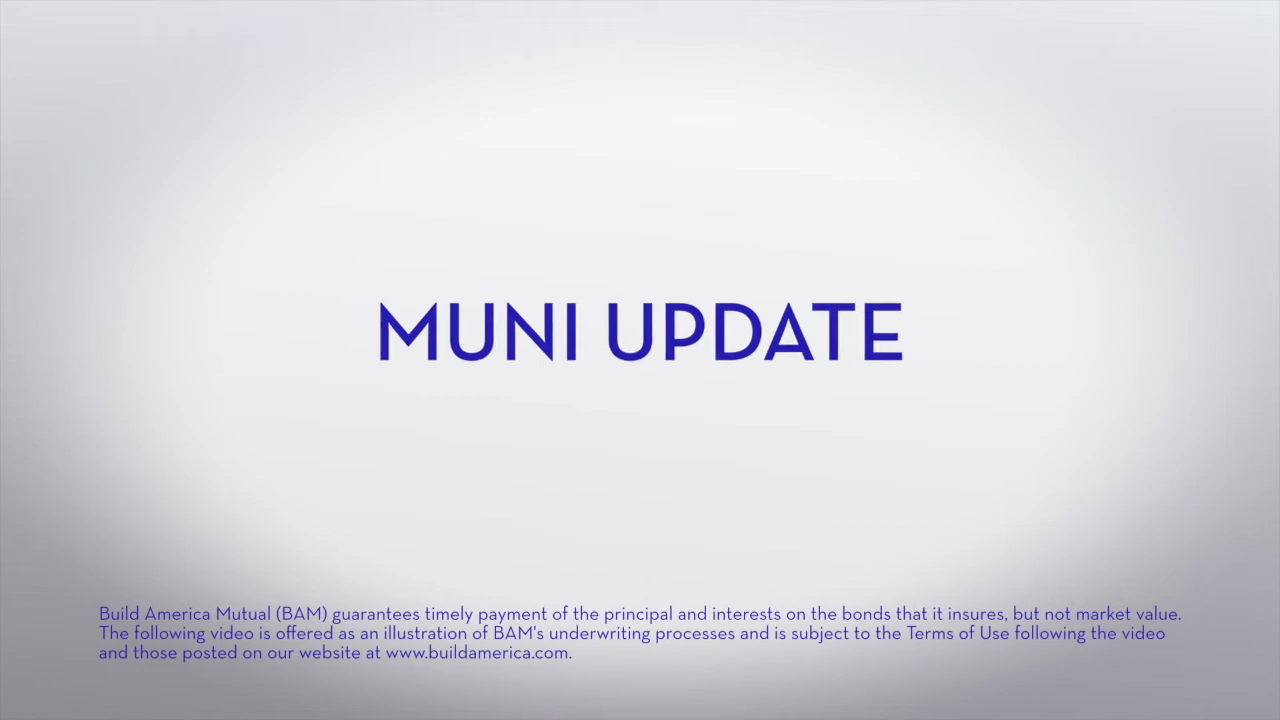 MUNI UPDATE
Build America Mutual (BAM) guarantees timely payment of the principal and interests on the bonds that it insures, but not market value.
The following video is offered as an illustration of BAM's underwriting processes and is subject to the Terms of Use following the video
and those posted on our website at www.buildamerica.com.